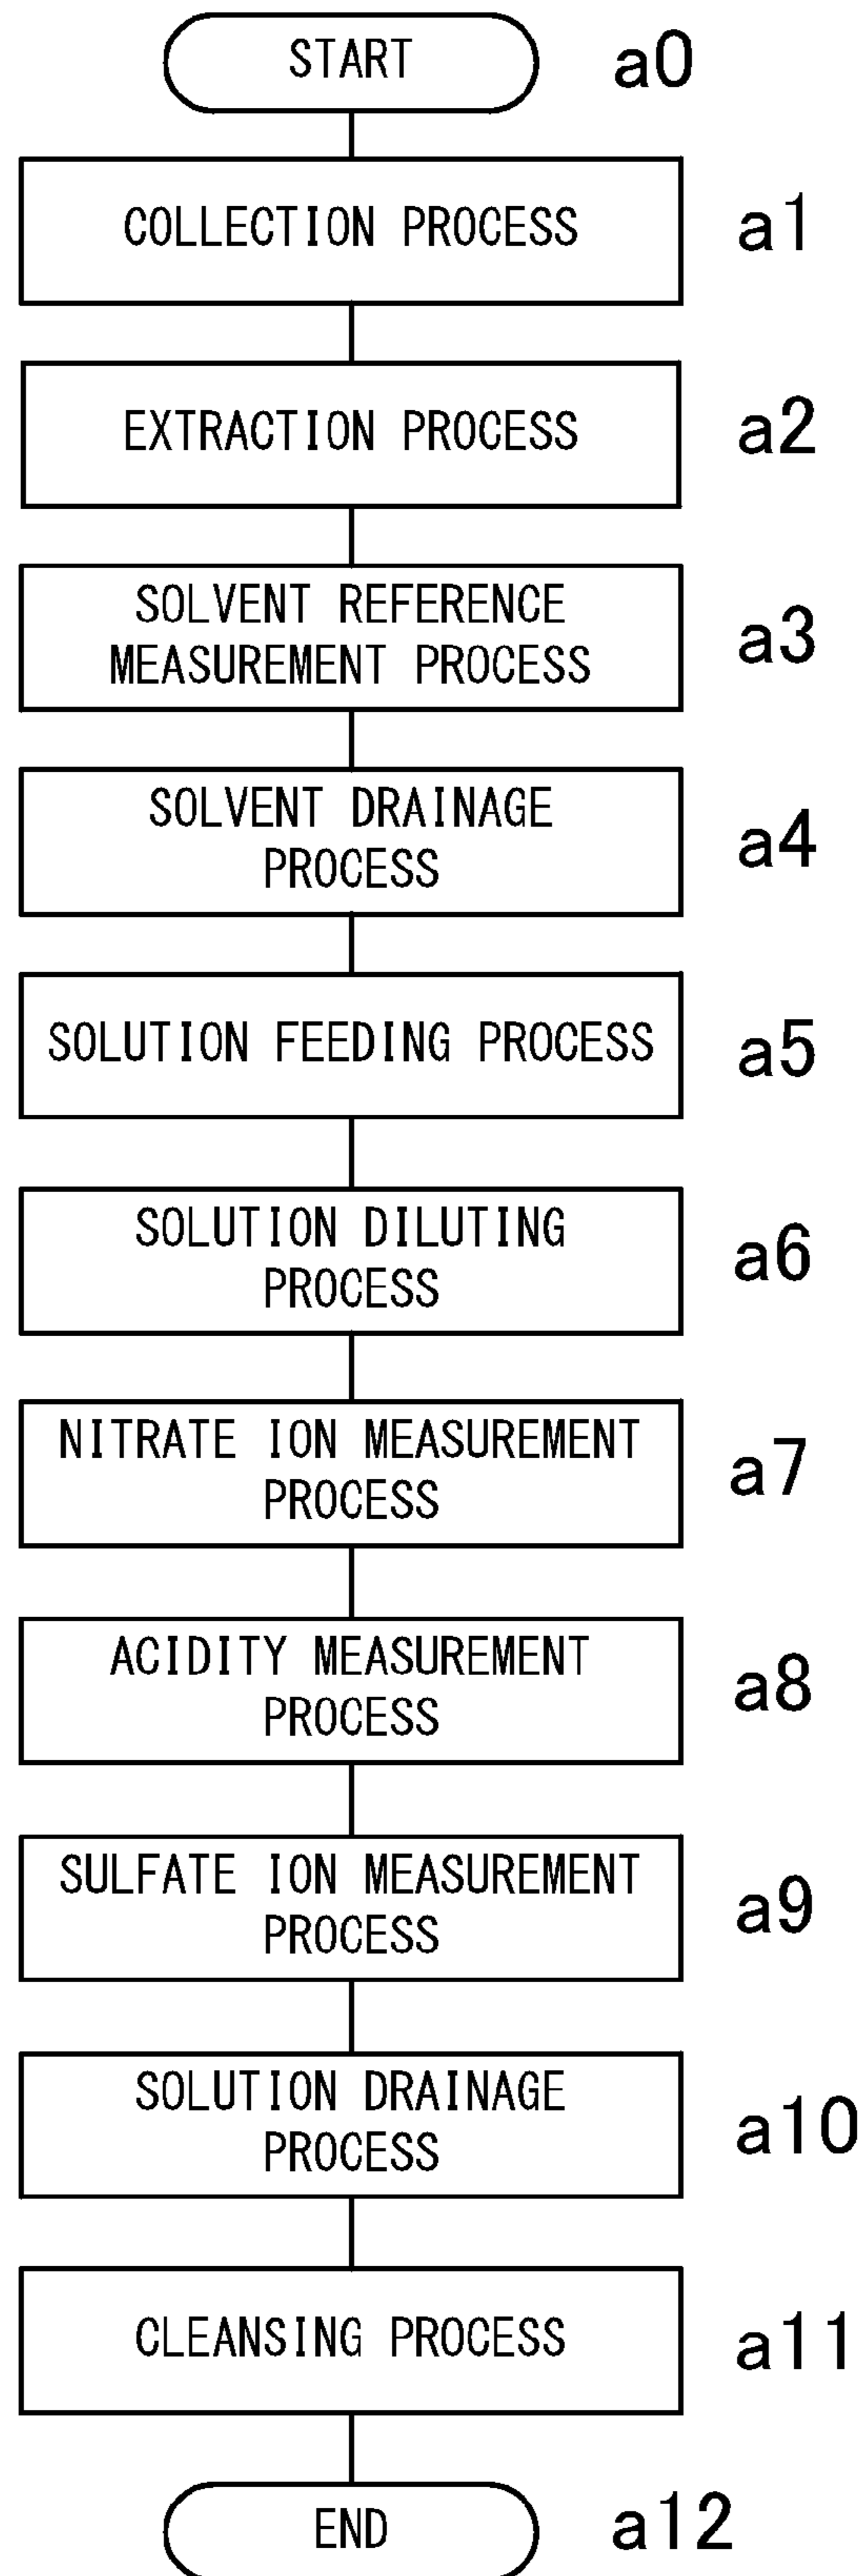 START a0
COLLECTION PROCESS a1
EXTRACTION PROCESS a2
SOLVENT REFERENCE
MEASUREMENT PROCESS
a3
SOLVENT DRAINAGE
PROCESS
a4
SOLUTION FEEDING PROCESS a5
SOLUTION DILUTING
PROCESS
a6
NITRATE ION MEASUREMENT
PROCESS
a7
ACIDITY MEASUREMENT
PROCESS
a8
SULFATE ION MEASUREMENT
PROCESS
a9
SOLUTION DRAINAGE
PROCESS
a10
CLEANSING PROCESS a11
END a12